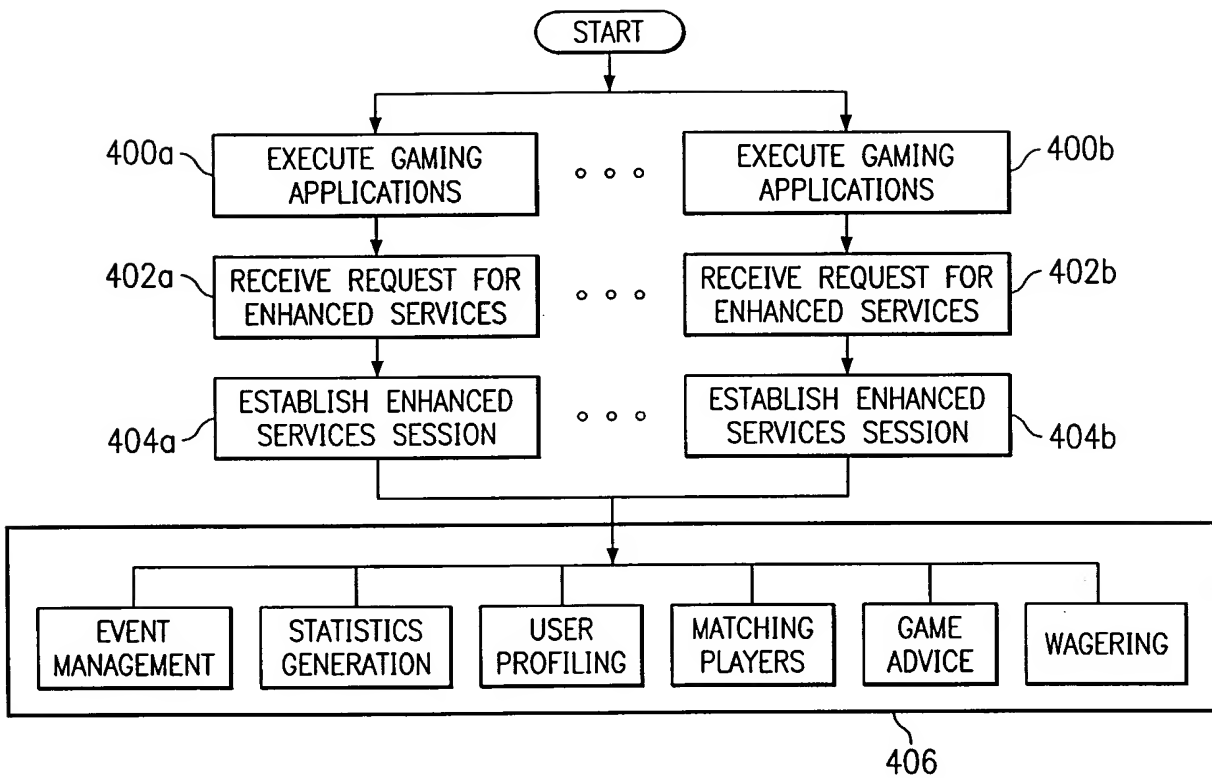 START
400a
EXECUTE GAMING
APPLICATIONS
EXECUTE GAMING
APPLICATIONS
400b
402a
RECEIVE REQUEST FOR
ENHANCED SERVICES
RECEIVE REQUEST FOR
ENHANCED SERVICES
402b
404a
ESTABLISH ENHANCED
SERVICES SESSION
ESTABLISH ENHANCED
SERVICES SESSION
404b
EVENT
MANAGEMENT
STATISTICS
GENERATION
USER
PROFILING
MATCHING
PLAYERS
GAME
ADVICE
WAGERING
406